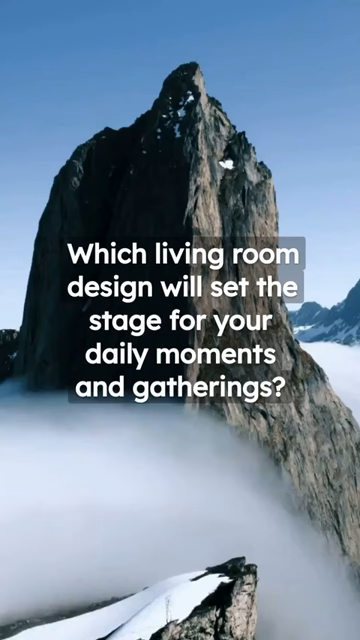 Which living room
design will set the
stage for your
daily moments
and gatherings?